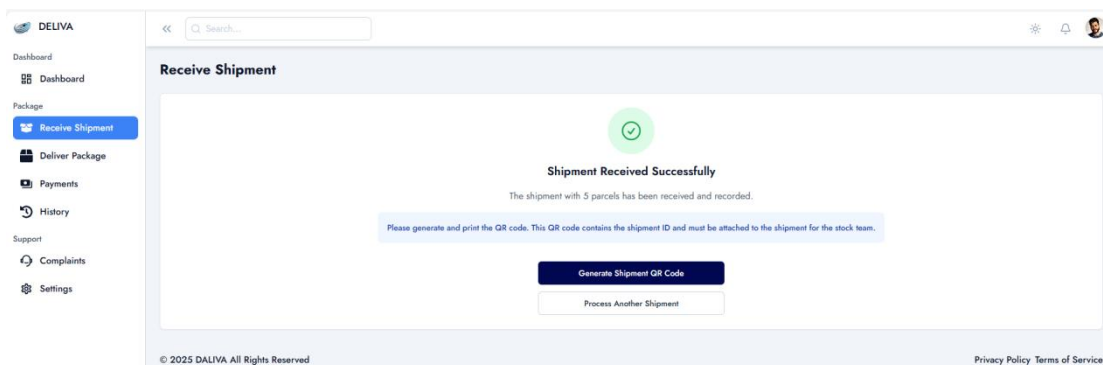 DELIVA
Search...
Dashboard
Dashboard
Package
Receive Shipment
Deliver Package
Payments
History
Support
Complaints
Settings
Receive Shipment
Shipment Received Successfully
The shipment with 5 parcels has been received and recorded.
Please generate and print the QR code. This QR code contains the shipment ID and must be attached to the shipment for the stock team.
Generate Shipment QR Code
Process Another Shipment
© 2025 DALIVA All Rights Reserved
Privacy Policy Terms of Service